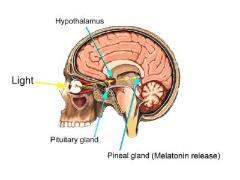 Hypothalamus
Light
Pituitary gland
Pineal gland (Melatonin release)